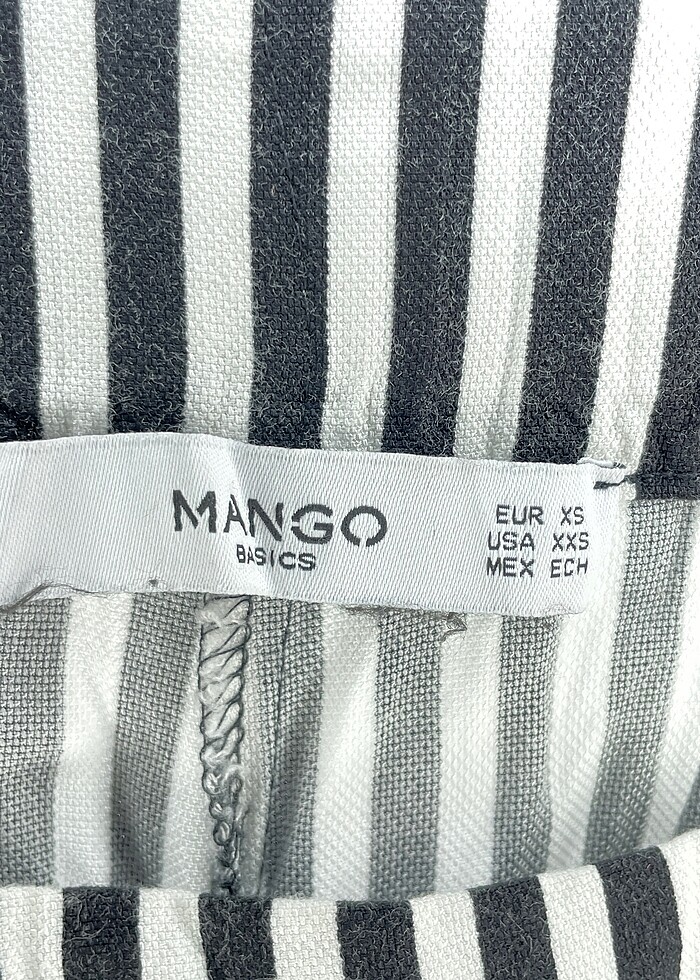 MANGO
BASICS
EUR XS
USA XXS
MEX ECH